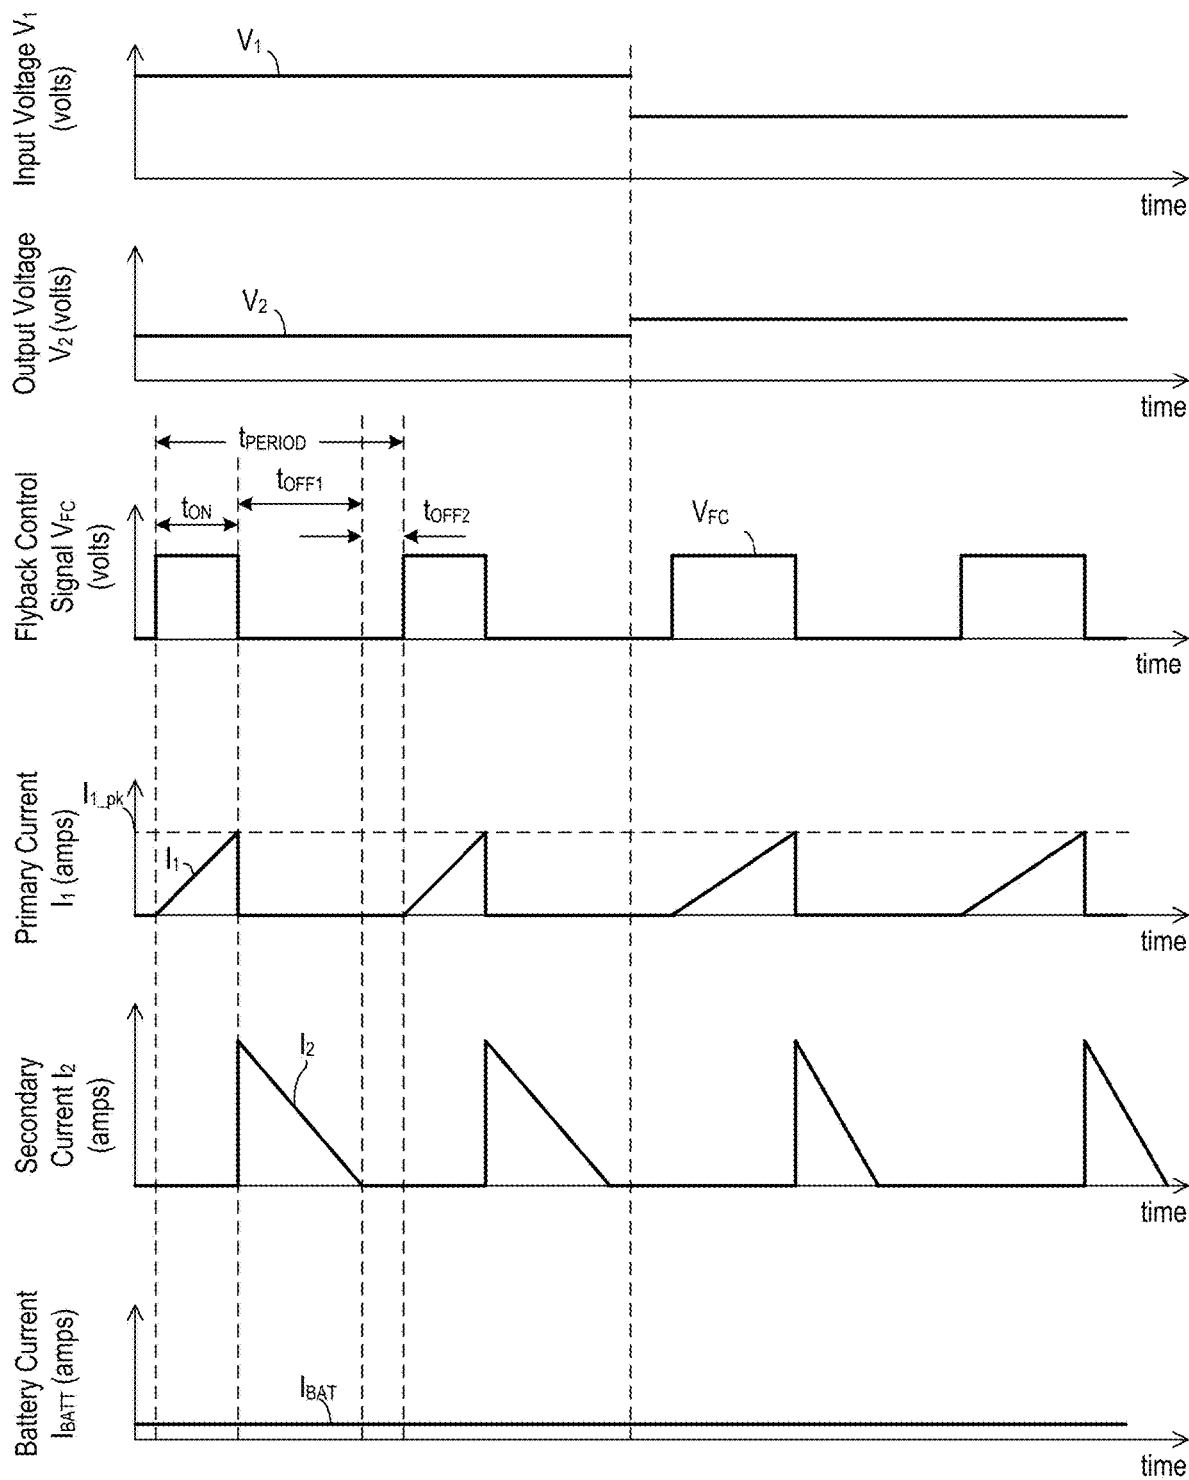 Input Voltage V1
(volts)
V1
time
Output Voltage
V2 (volts)
V2
time
tPERIOD
tOFF1
tON
tOFF2
VFC
Flyback Control
Signal VFC
(volts)
time
I1_pk
Primary Current
I1 (amps)
I1
time
Secondary
Current I2
(amps)
I2
time
Battery Current
IBATT (amps)
IBAT
time